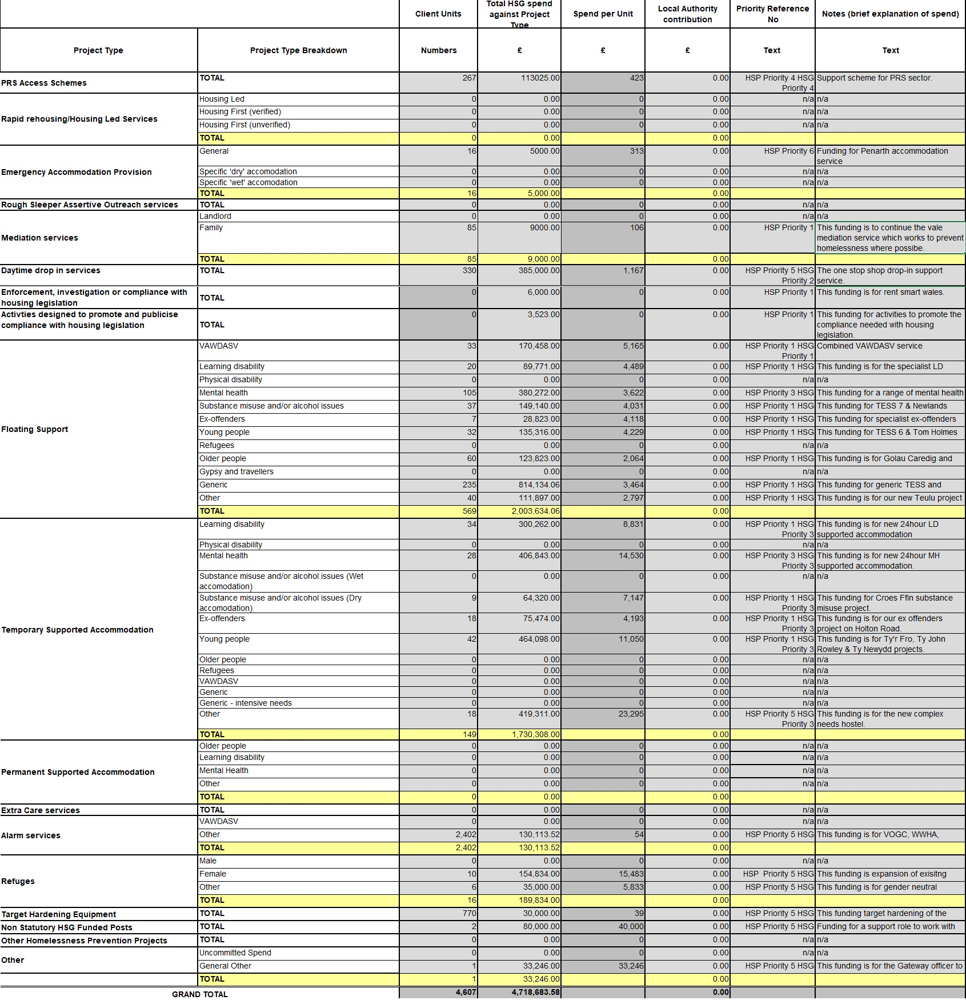 Client Units Total HSG spend against Project Type Spend per Unit Local Authority contribution Priority Reference No Notes (brief explanation of spend)
Project Type Project Type Breakdown Numbers £ £ £ Text Text
PRS Access Schemes TOTAL 267 113025.00 423 0.00 HSP Priority 4 HSG Priority 4 Support scheme for PRS sector.
Rapid rehousing/Housing Led Services
Housing Led 0 0.00 0 0.00 n/a n/a
Housing First (verified) 0 0.00 0 0.00 n/a n/a
Housing First (unverified) 0 0.00 0 0.00 n/a n/a
TOTAL 0 0.00 0.00
Emergency Accommodation Provision
General 16 5000.00 313 0.00 HSP Priority 6 Funding for Penarth accommodation service
Specific 'dry' accomodation 0 0.00 0 0.00 n/a n/a
Specific 'wet' accomodation 0 0.00 0 0.00 n/a n/a
TOTAL 16 5,000.00 0.00
Rough Sleeper Assertive Outreach services TOTAL 0 0.00 0 0.00 n/a n/a
Mediation services
Landlord 0 0.00 0 0.00 n/a n/a
Family 85 9000.00 106 0.00 HSP Priority 1 This funding is to continue the vale mediation service which works to prevent homelessness where possibe.
TOTAL 85 9,000.00 0.00
Daytime drop in services TOTAL 330 385,000.00 1,167 0.00 HSP Priority 5 HSG Priority 2 The one stop shop drop-in support service.
Enforcement, investigation or compliance with housing legislation TOTAL 0 6,000.00 0 0.00 HSP Priority 1 This funding is for rent smart wales.
Activties designed to promote and publicise compliance with housing legislation TOTAL 0 3,523.00 0 0.00 HSP Priority 1 This funding for activities to promote the compliance needed with housing legislation.
Floating Support
VAWDASV 33 170,458.00 5,165 0.00 HSP Priority 1 HSG Priority 1 Combined VAWDASV service
Learning disability 20 89,771.00 4,489 0.00 HSP Priority 1 HSG This funding is for the specialist LD
Physical disability 0 0.00 0 0.00 n/a n/a
Mental health 105 380,272.00 3,622 0.00 HSP Priority 3 HSG This funding for a range of mental health
Substance misuse and/or alcohol issues 37 149,140.00 4,031 0.00 HSP Priority 1 HSG This funding for TESS 7 & Newlands
Ex-offenders 7 28,823.00 4,118 0.00 HSP Priority 1 HSG This funding for specialist ex-offenders
Young people 32 135,316.00 4,229 0.00 HSP Priority 1 HSG This funding for TESS 6 & Tom Holmes
Refugees 0 0.00 0 0.00 n/a n/a
Older people 60 123,823.00 2,064 0.00 HSP Priority 1 HSG This funding is for Golau Caredig and
Gypsy and travellers 0 0.00 0 0.00 n/a n/a
Generic 235 814,134.06 3,464 0.00 HSP Priority 1 HSG This funding for generic TESS and
Other 40 111,897.00 2,797 0.00 HSP Priority 1 HSG This funding is for our new Teulu project
TOTAL 569 2,003,634.06 0.00
Temporary Supported Accommodation
Learning disability 34 300,262.00 8,831 0.00 HSP Priority 1 HSG Priority 3 This funding is for new 24hour LD supported accommodation
Physical disability 0 0.00 0 0.00 n/a n/a
Mental health 28 406,843.00 14,530 0.00 HSP Priority 3 HSG Priority 3 This funding is for new 24hour MH supported accommodation.
Substance misuse and/or alcohol issues (Wet accomodation) 0 0.00 0 0.00 n/a n/a
Substance misuse and/or alcohol issues (Dry accomodation) 9 64,320.00 7,147 0.00 HSP Priority 1 HSG Priority 3 This funding for Croes Ffin substance misuse project.
Ex-offenders 18 75,474.00 4,193 0.00 HSP Priority 1 HSG Priority 3 This funding is for our ex offenders project on Holton Road.
Young people 42 464,098.00 11,050 0.00 HSP Priority 1 HSG Priority 3 This funding is for Ty'r Fro, Ty John Rowley & Ty Newydd projects.
Older people 0 0.00 0 0.00 n/a n/a
Refugees 0 0.00 0 0.00 n/a n/a
VAWDASV 0 0.00 0 0.00 n/a n/a
Generic 0 0.00 0 0.00 n/a n/a
Generic - intensive needs 0 0.00 0 0.00 n/a n/a
Other 18 419,311.00 23,295 0.00 HSP Priority 5 HSG Priority 3 This funding is for the new complex needs hostel.
TOTAL 149 1,730,308.00 0.00
Permanent Supported Accommodation
Older people 0 0.00 0 0.00 n/a n/a
Learning disability 0 0.00 0 0.00 n/a n/a
Mental Health 0 0.00 0 0.00 n/a n/a
Other 0 0.00 0 0.00 n/a n/a
TOTAL 0 0.00 0.00
Extra Care services TOTAL 0 0.00 0 0.00 n/a n/a
Alarm services
VAWDASV 0 0.00 0 0.00 n/a n/a
Other 2,402 130,113.52 54 0.00 HSP Priority 5 HSG This funding is for VOGC, WWHA,
TOTAL 2,402 130,113.52 0.00
Refuges
Male 0 0.00 0 0.00 n/a n/a
Female 10 154,834.00 15,483 0.00 HSP Priority 5 HSG This funding is expansion of exisitng
Other 6 35,000.00 5,833 0.00 HSP Priority 5 HSG This funding is for gender neutral
TOTAL 16 189,834.00 0.00
Target Hardening Equipment TOTAL 770 30,000.00 39 0.00 HSP Priority 5 HSG This funding target hardening of the
Non Statutory HSG Funded Posts TOTAL 2 80,000.00 40,000 0.00 HSP Priority 5 HSG Funding for a support role to work with
Other Homelessness Prevention Projects TOTAL 0 0.00 0 0.00 n/a n/a
Other
Uncommitted Spend 0 0.00 0 0.00 n/a n/a
General Other 1 33,246.00 33,246 0.00 HSP Priority 5 HSG This funding is for the Gateway officer to
TOTAL 1 33,246.00 0.00
GRAND TOTAL 4,607 4,718,683.58 0.00